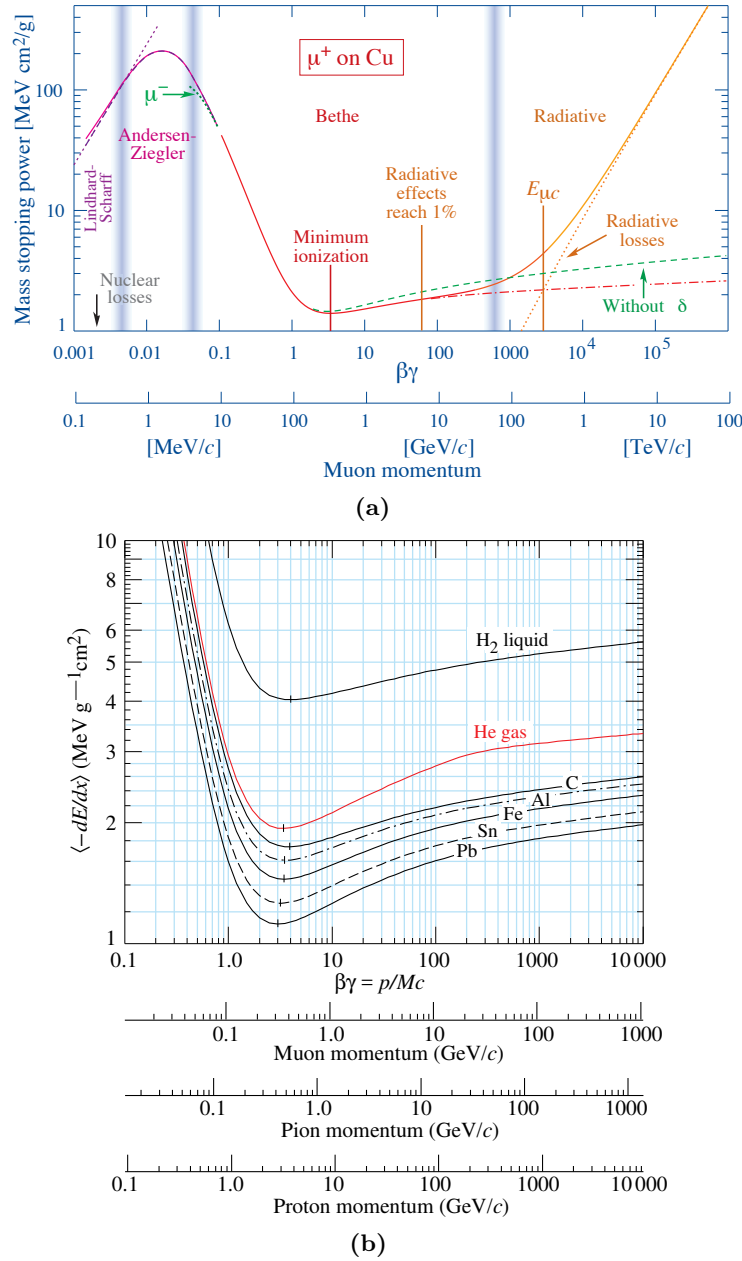 μ⁺ on Cu
Mass stopping power [MeV cm²/g]
100
10
1
μ⁻
Andersen-
Ziegler
Lindhard-
Scharff
Bethe
Radiative
Radiative
effects
reach 1%
Eμc
Minimum
ionization
Radiative
losses
Nuclear
losses
Without δ
0.001 0.01 0.1 1 10 100 1000 10⁴ 10⁵
βγ
0.1 1 10 100 1 10 100 1 10 100
[MeV/c] [GeV/c] [TeV/c]
Muon momentum
(a)
⟨−dE/dx⟩ (MeV g—1cm2)
10
8
6
5
4
3
2
1
H₂ liquid
He gas
C
Al
Fe
Sn
Pb
0.1 1.0 10 100 1000 10 000
βγ = p/Mc
0.1 1.0 10 100 1000
Muon momentum (GeV/c)
0.1 1.0 10 100 1000
Pion momentum (GeV/c)
0.1 1.0 10 100 1000 10 000
Proton momentum (GeV/c)
(b)